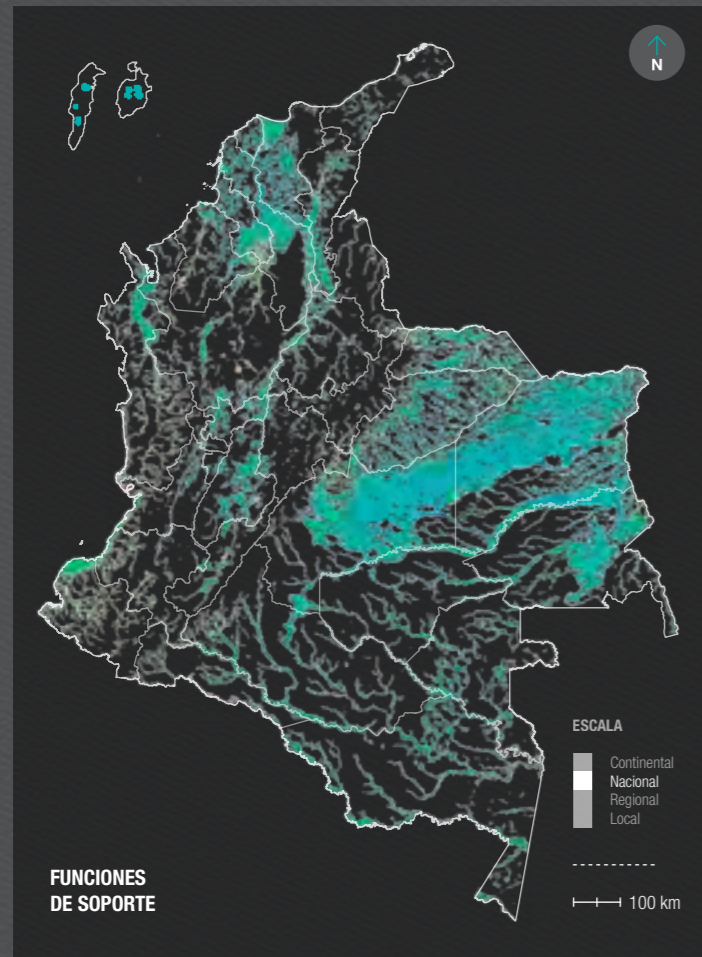 N
ESCALA
Continental
Nacional
Regional
Local
100 km
FUNCIONES
DE SOPORTE